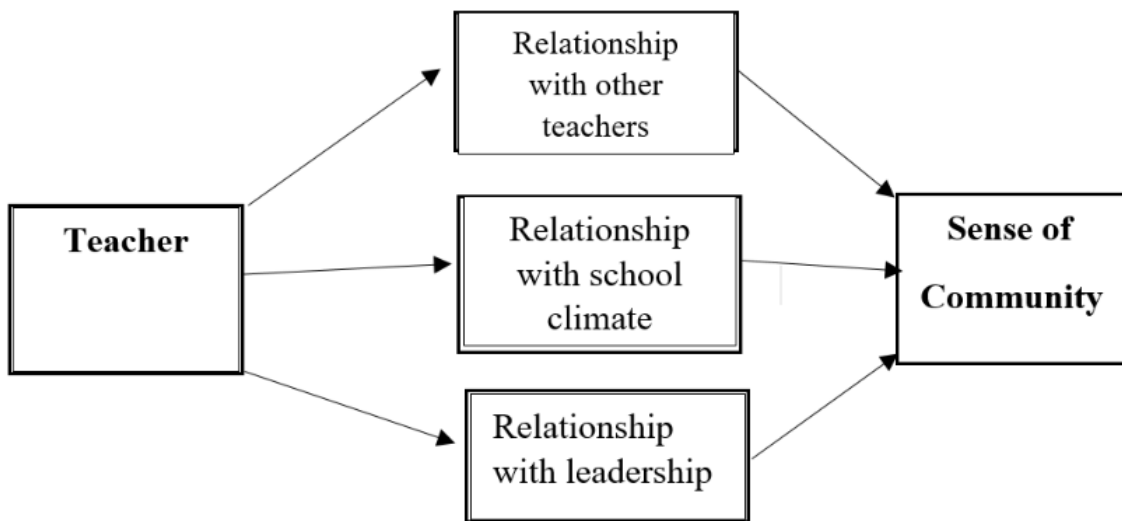 Relationship
with other
teachers
Teacher
Relationship
with school
climate
Sense of
Community
Relationship
with leadership